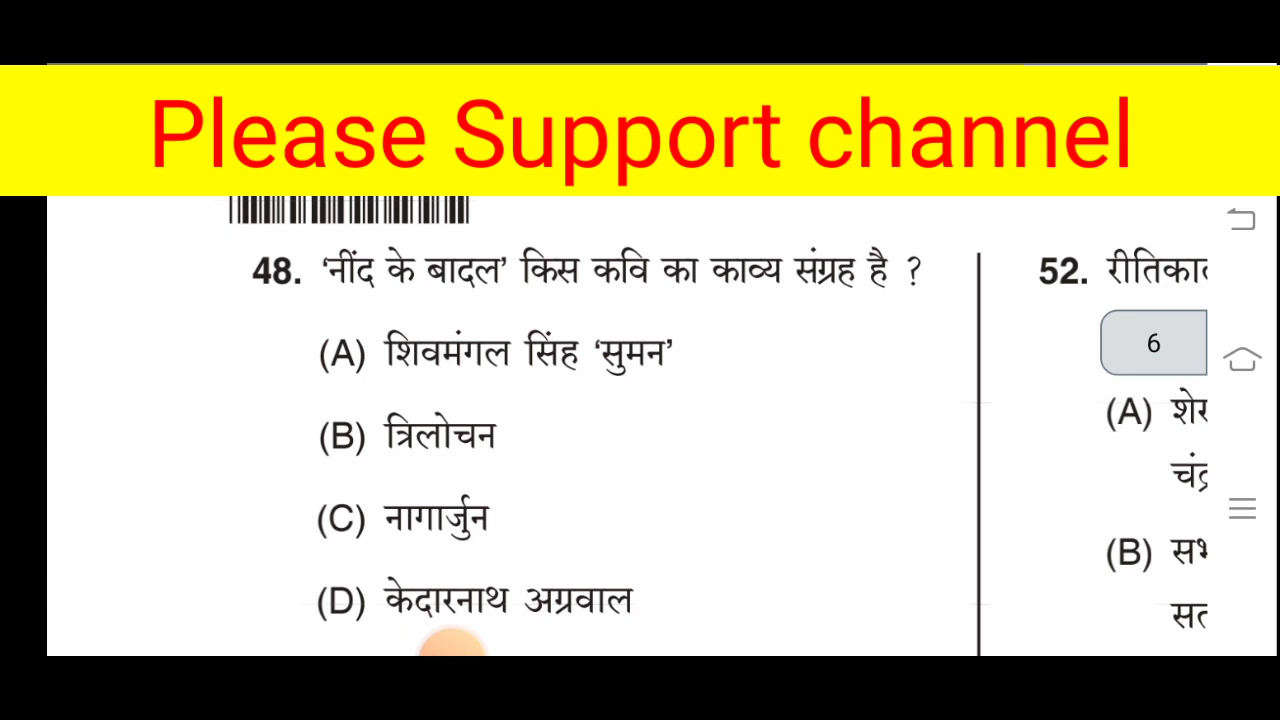 Please Support channel
48. ‘नींद के बादल’ किस कवि का काव्य संग्रह है ?
(A) शिवमंगल सिंह ‘सुमन’
(B) त्रिलोचन
(C) नागार्जुन
(D) केदारनाथ अग्रवाल
52.
6
(A)
(B)